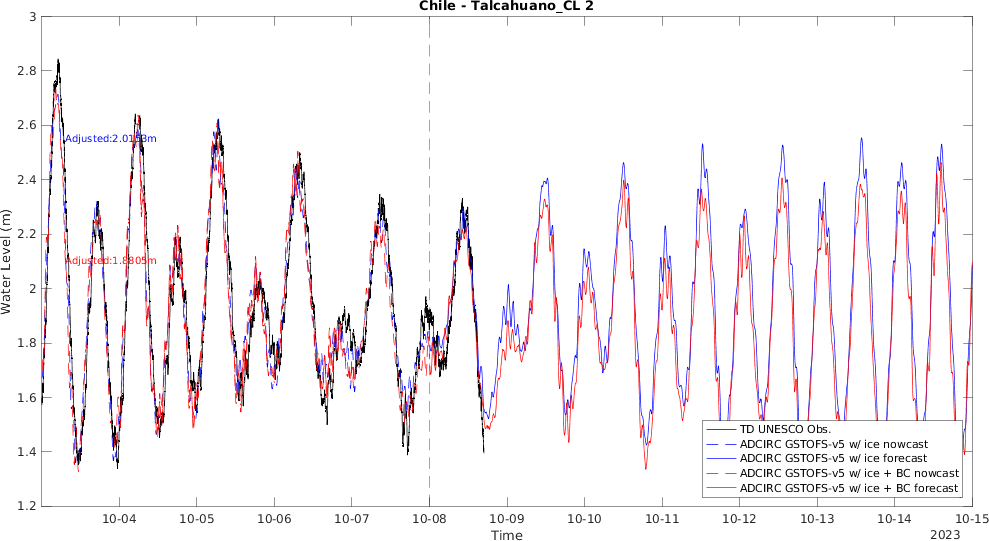 Chile - Talcahuano_CL 2
Water Level (m)
3
2.8
2.6
2.4
2.2
2
1.8
1.6
1.4
1.2
Adjusted:1.8805m
TD UNESCO Obs.
ADCIRC GSTOFS-v5 w/ ice nowcast
ADCIRC GSTOFS-v5 w/ ice forecast
ADCIRC GSTOFS-v5 w/ ice + BC nowcast
ADCIRC GSTOFS-v5 w/ ice + BC forecast
10-04 10-05 10-06 10-07 10-08 10-09 10-10 10-11 10-12 10-13 10-14 10-15
Time
2023